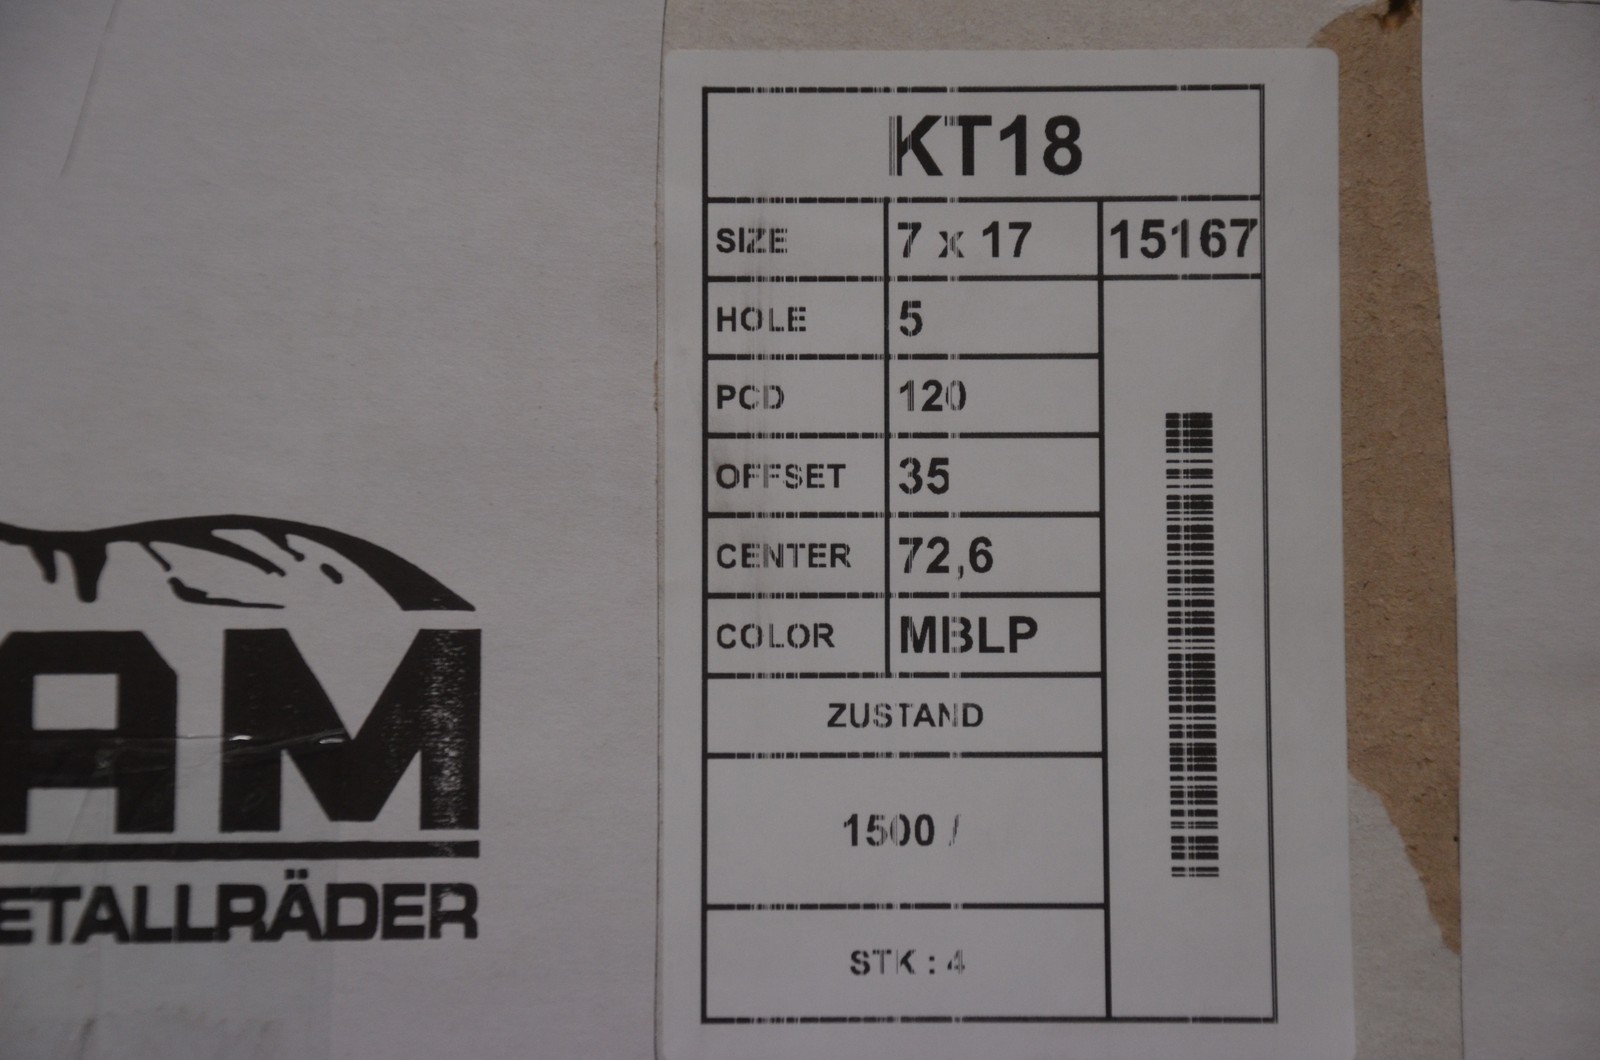 KT18
SIZE 7 x 17 15167
HOLE 5
PCD 120
OFFSET 35
CENTER 72,6
COLOR MBLP
ZUSTAND
1500 /
STK : 4
AM
ETALLRÄDER